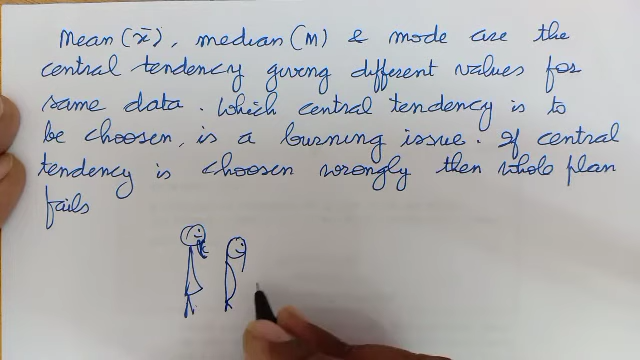 Mean (x̄), median (M) & mode are the
central tendency giving different values for
same data. Which central tendency is to
be choosen, is a burning issue. If central
tendency is choosen wrongly then whole plan
fails